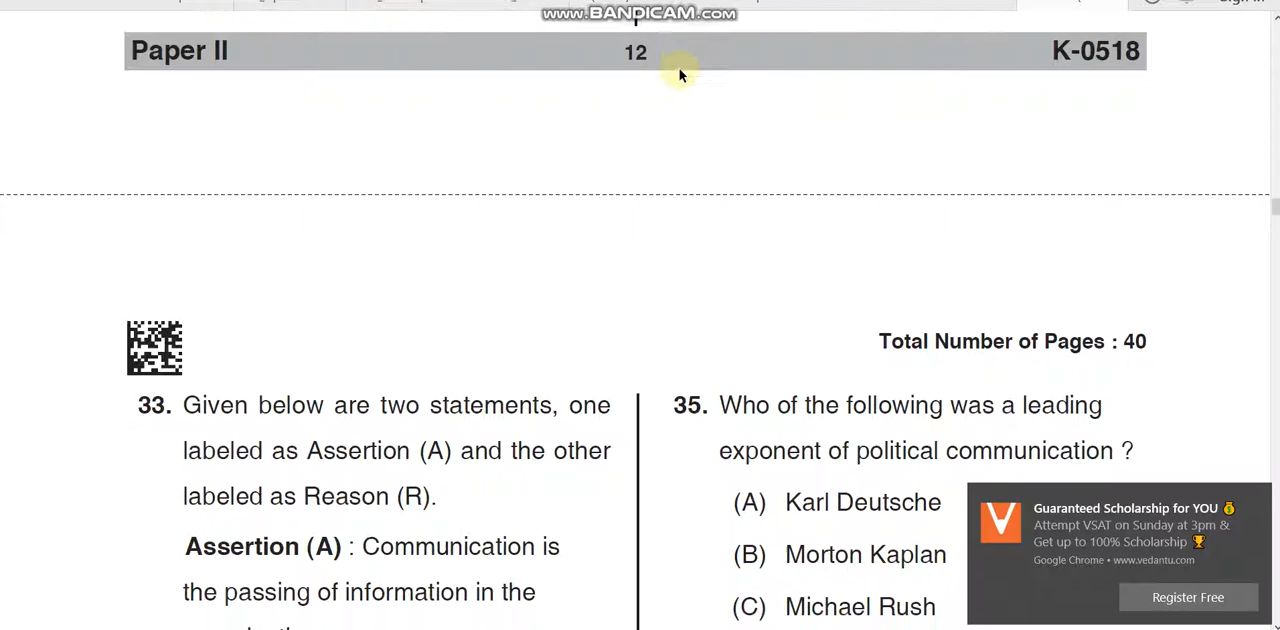 www.BANDICAM.com
Paper II 12 K-0518
Total Number of Pages : 40
33. Given below are two statements, one
labeled as Assertion (A) and the other
labeled as Reason (R).
Assertion (A) : Communication is
the passing of information in the
35. Who of the following was a leading
exponent of political communication ?
(A) Karl Deutsche
(B) Morton Kaplan
(C) Michael Rush
Guaranteed Scholarship for YOU 💰
Attempt VSAT on Sunday at 3pm &
Get up to 100% Scholarship 🏆
Google Chrome • www.vedantu.com
Register Free